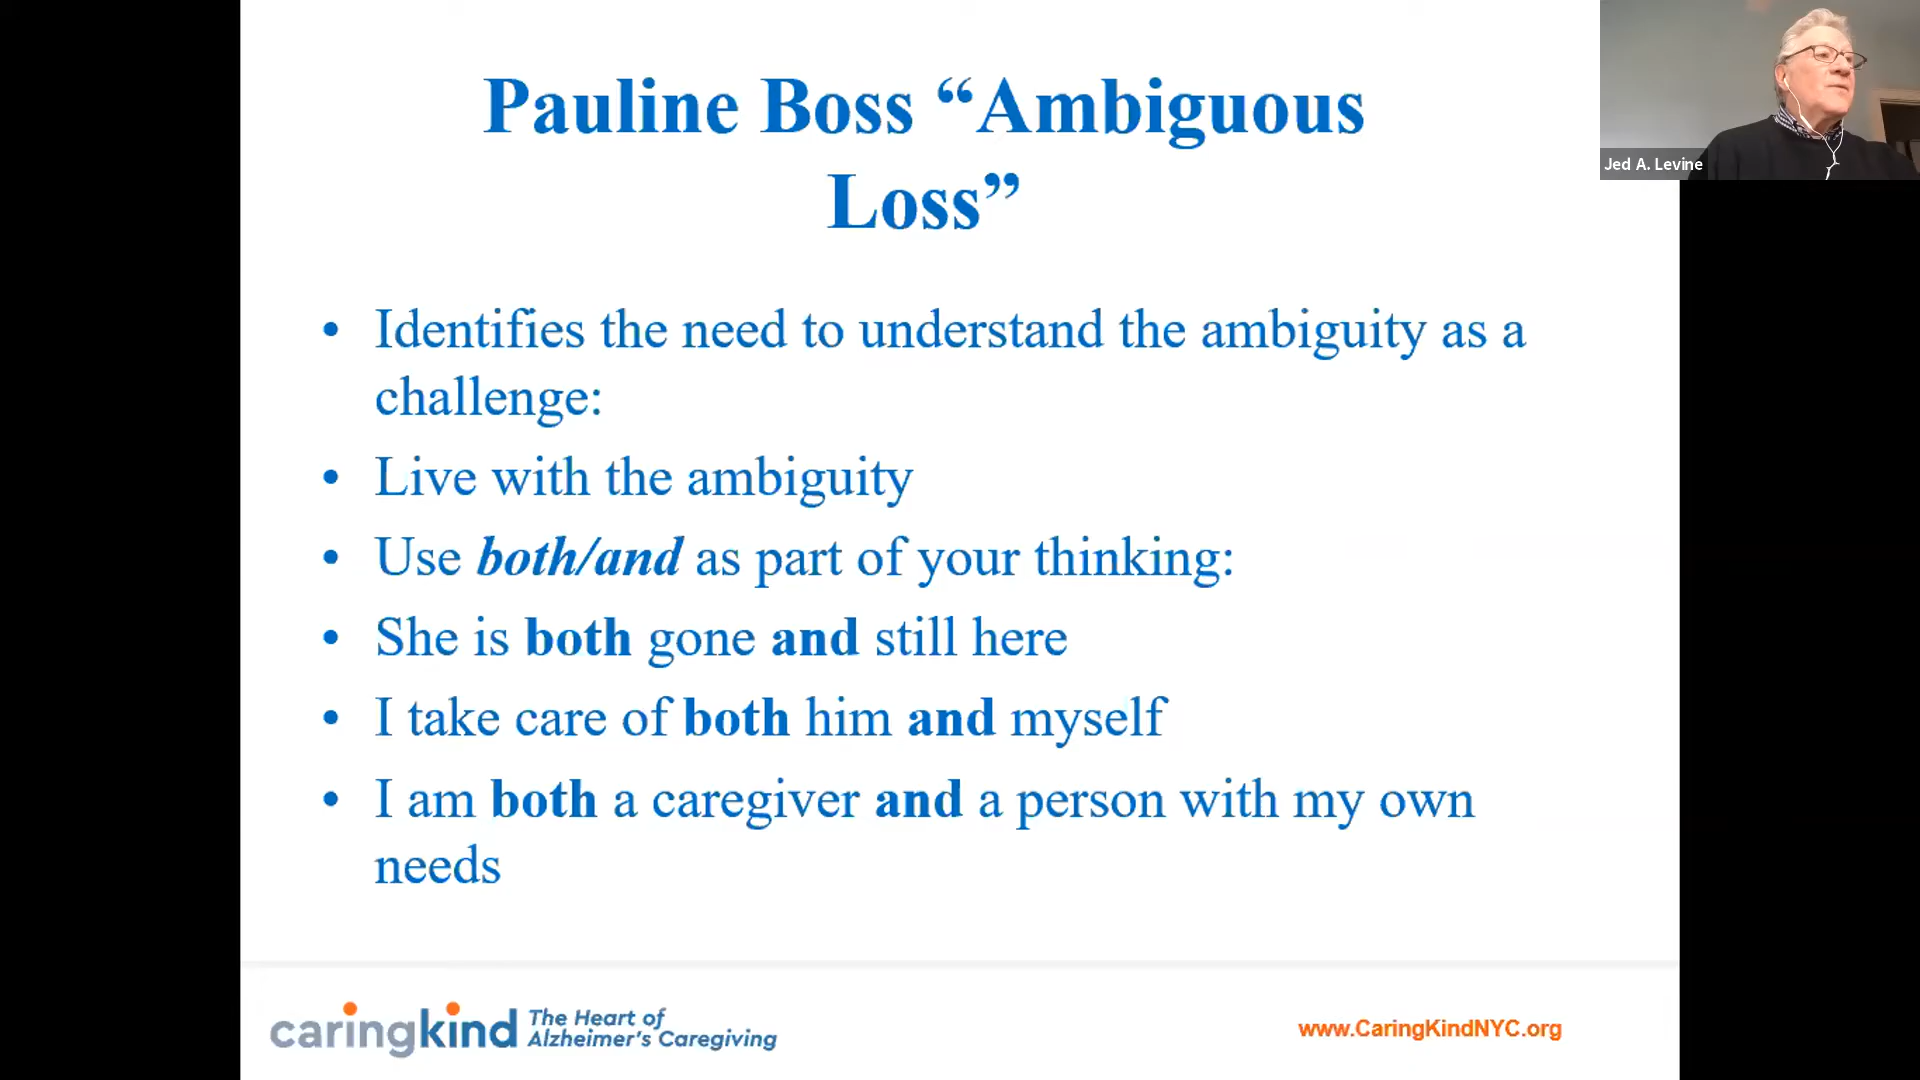 Pauline Boss “Ambiguous
Loss”
• Identifies the need to understand the ambiguity as a
challenge:
• Live with the ambiguity
• Use both/and as part of your thinking:
• She is both gone and still here
• I take care of both him and myself
• I am both a caregiver and a person with my own
needs
Jed A. Levine
caringkind
The Heart of
Alzheimer's Caregiving
www.CaringKindNYC.org